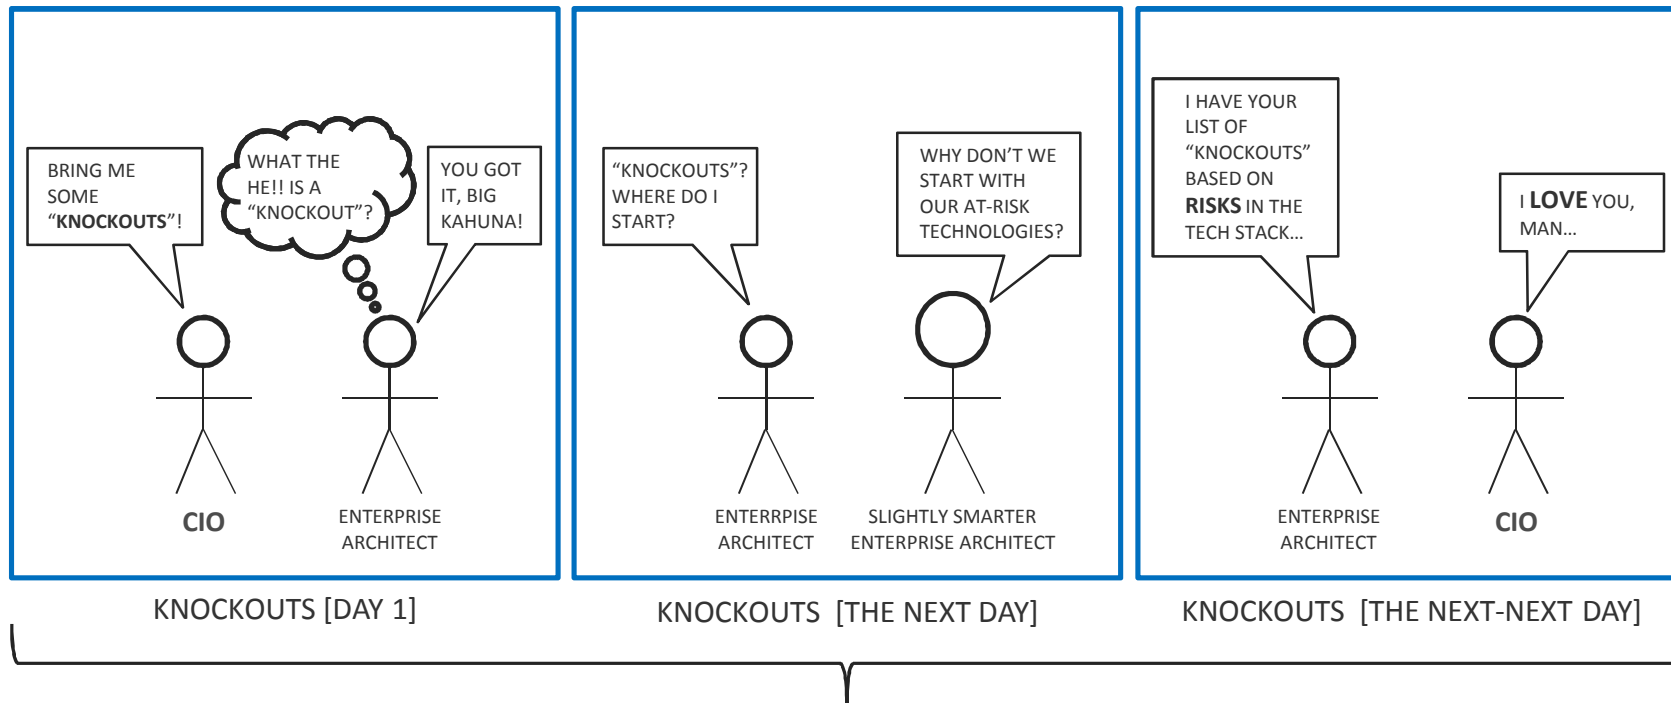 BRING ME
SOME
“KNOCKOUTS”!
WHAT THE
HE!! IS A
“KNOCKOUT”?
YOU GOT
IT, BIG
KAHUNA!
CIO
ENTERPRISE
ARCHITECT
KNOCKOUTS [DAY 1]
“KNOCKOUTS”?
WHERE DO I
START?
WHY DON’T WE
START WITH
OUR AT-RISK
TECHNOLOGIES?
ENTERRPISE
ARCHITECT
SLIGHTLY SMARTER
ENTERPRISE ARCHITECT
KNOCKOUTS [THE NEXT DAY]
I HAVE YOUR
LIST OF
“KNOCKOUTS”
BASED ON
RISKS IN THE
TECH STACK…
I LOVE YOU,
MAN…
ENTERPRISE
ARCHITECT
CIO
KNOCKOUTS [THE NEXT-NEXT DAY]